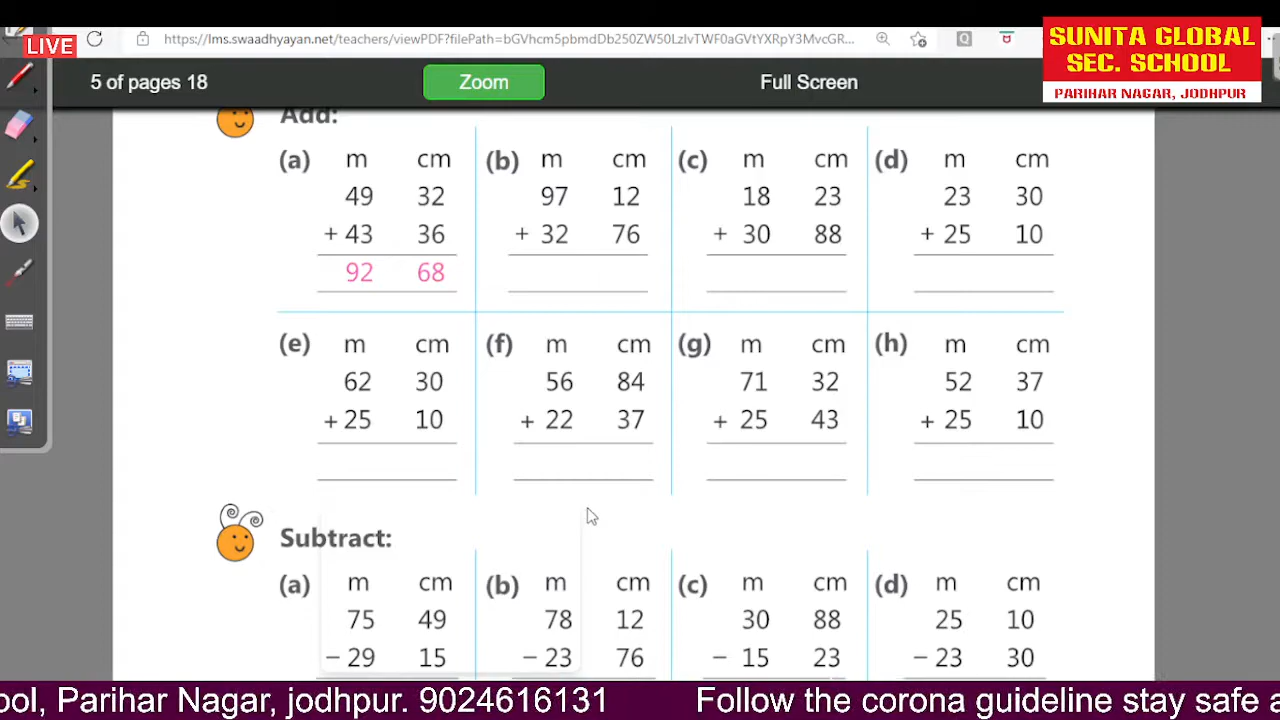 LIVE
https://lms.swaadhyayan.net/teachers/viewPDF?filePath=bGVhcm5pbmdDb250ZW50LzIvTWF0aGVtYXRpY3MvcGR...
SUNITA GLOBAL
SEC. SCHOOL
PARIHAR NAGAR, JODHPUR
5 of pages 18 Zoom Full Screen
Add:
(a) m cm (b) m cm (c) m cm (d) m cm
49 32 97 12 18 23 23 30
+ 43 36 + 32 76 + 30 88 + 25 10
92 68
(e) m cm (f) m cm (g) m cm (h) m cm
62 30 56 84 71 32 52 37
+ 25 10 + 22 37 + 25 43 + 25 10
Subtract:
(a) m cm (b) m cm (c) m cm (d) m cm
75 49 78 12 30 88 25 10
− 29 15 − 23 76 − 15 23 − 23 30
ool, Parihar Nagar, jodhpur. 9024616131 Follow the corona guideline stay safe a